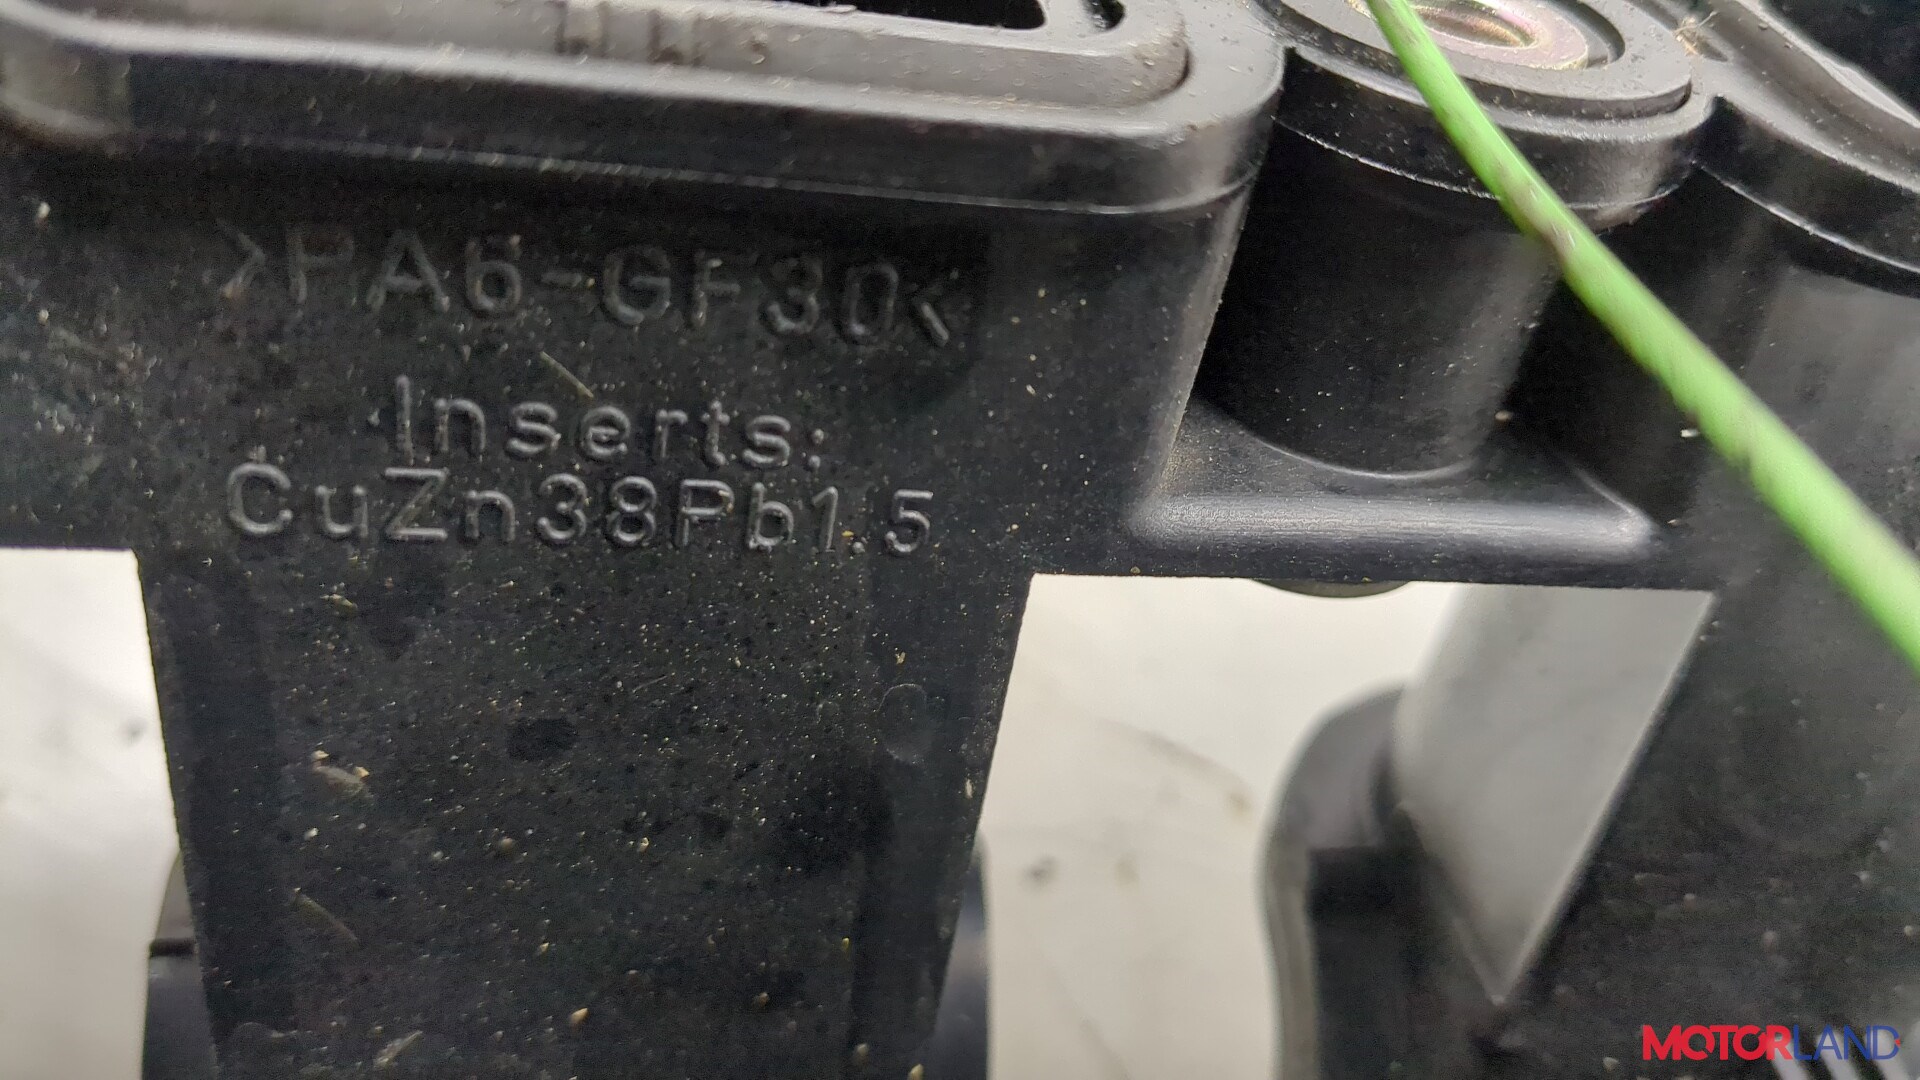 >PA6-GF30<
Inserts:
CuZn38Pb1.5
MOTORLAND